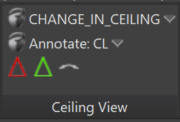 CHANGE_IN_CEILING
Annotate: CL
Ceiling View